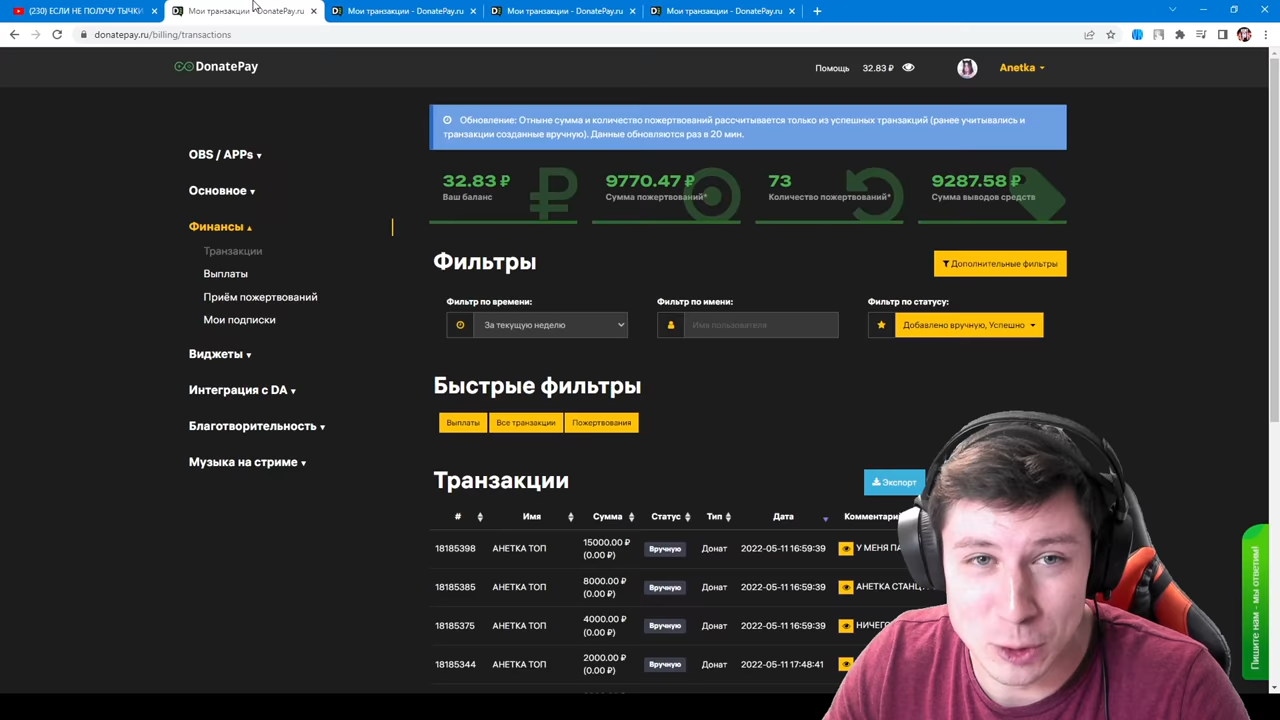 (230) ЕСЛИ НЕ ПОЛУЧУ ТЫЧКИ
Мои транзакции - DonatePay.ru
Мои транзакции - DonatePay.ru
Мои транзакции - DonatePay.ru
Мои транзакции - DonatePay.ru
donatepay.ru/billing/transactions
DonatePay
Помощь
32.83 ₽
Anetka
Обновление: Отныне сумма и количество пожертвований рассчитывается только из успешных транзакций (ранее учитывались и
транзакции созданные вручную). Данные обновляются раз в 20 мин.
OBS / APPs
Основное
Финансы
Транзакции
Выплаты
Приём пожертвований
Мои подписки
Виджеты
Интеграция с DA
Благотворительность
Музыка на стриме
32.83 ₽
Ваш баланс
9770.47 ₽
Сумма пожертвований*
73
Количество пожертвований*
9287.58 ₽
Сумма выводов средств
Фильтры
Дополнительные фильтры
Фильтр по времени:
За текущую неделю
Фильтр по имени:
Имя пользователя
Фильтр по статусу:
Добавлено вручную, Успешно
Быстрые фильтры
Выплаты
Все транзакции
Пожертвования
Транзакции
Экспорт
# Имя Сумма Статус Тип Дата Комментари
18185398 АНЕТКА ТОП 15000.00 ₽ (0.00 ₽) Вручную Донат 2022-05-11 16:59:39 У МЕНЯ ПА
18185385 АНЕТКА ТОП 8000.00 ₽ (0.00 ₽) Вручную Донат 2022-05-11 16:59:39 АНЕТКА СТАНЦ
18185375 АНЕТКА ТОП 4000.00 ₽ (0.00 ₽) Вручную Донат 2022-05-11 16:59:39 НИЧЕГО
18185344 АНЕТКА ТОП 2000.00 ₽ (0.00 ₽) Вручную Донат 2022-05-11 17:48:41
Пишите нам - мы ответим!